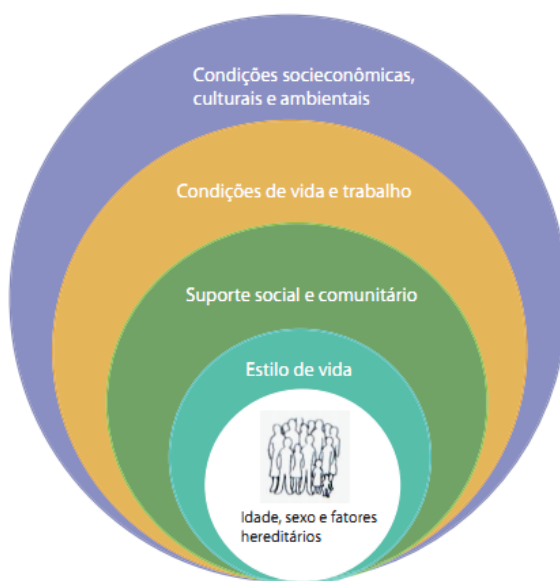 Condições socieconômicas,
culturais e ambientais
Condições de vida e trabalho
Suporte social e comunitário
Estilo de vida
Idade, sexo e fatores
hereditários